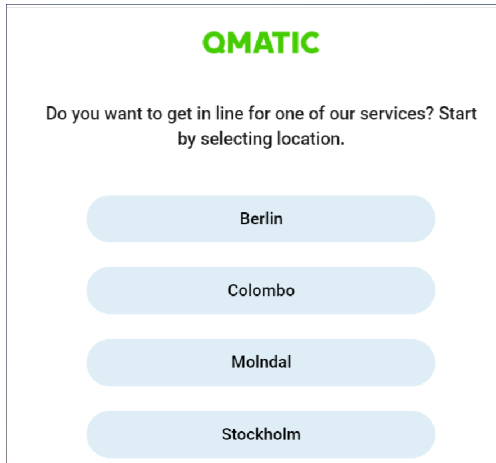 QMATIC
Do you want to get in line for one of our services? Start
by selecting location.
Berlin
Colombo
Molndal
Stockholm